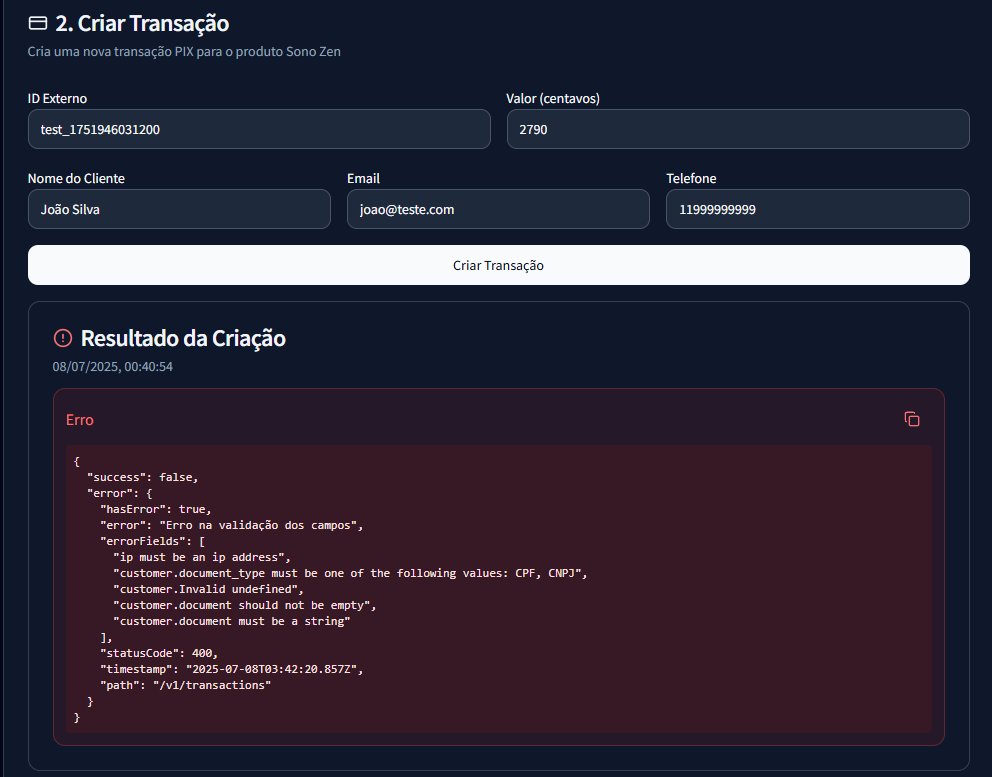 2. Criar Transação
Cria uma nova transação PIX para o produto Sono Zen
ID Externo
Valor (centavos)
test_1751946031200
2790
Nome do Cliente
Email
Telefone
João Silva
joao@teste.com
11999999999
Criar Transação
Resultado da Criação
08/07/2025, 00:40:54
Erro
{
  "success": false,
  "error": {
    "hasError": true,
    "error": "Erro na validação dos campos",
    "errorFields": [
      "ip must be an ip address",
      "customer.document_type must be one of the following values: CPF, CNPJ",
      "customer.Invalid undefined",
      "customer.document should not be empty",
      "customer.document must be a string"
    ],
    "statusCode": 400,
    "timestamp": "2025-07-08T03:42:20.857Z",
    "path": "/v1/transactions"
  }
}